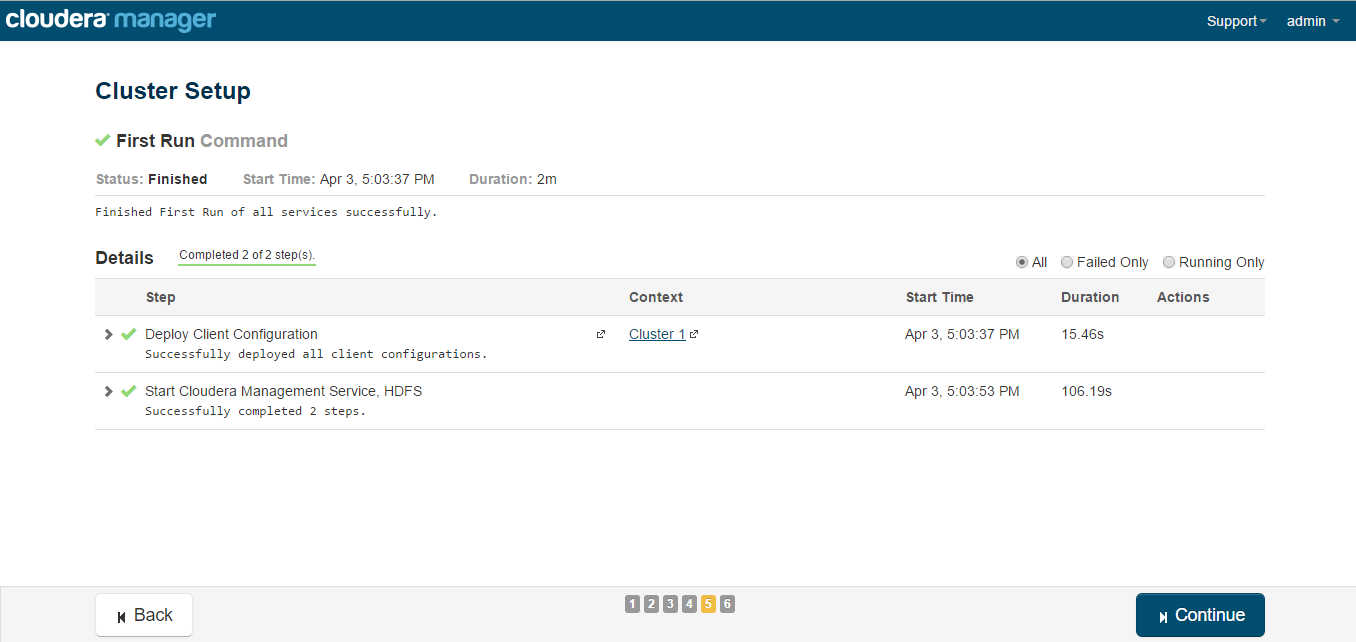 cloudera manager Support admin
Cluster Setup
First Run Command
Status: Finished Start Time: Apr 3, 5:03:37 PM Duration: 2m
Finished First Run of all services successfully.
Details Completed 2 of 2 step(s). All Failed Only Running Only
Step Context Start Time Duration Actions
Deploy Client Configuration Cluster 1 Apr 3, 5:03:37 PM 15.46s
Successfully deployed all client configurations.
Start Cloudera Management Service, HDFS Apr 3, 5:03:53 PM 106.19s
Successfully completed 2 steps.
Back 1 2 3 4 5 6 Continue